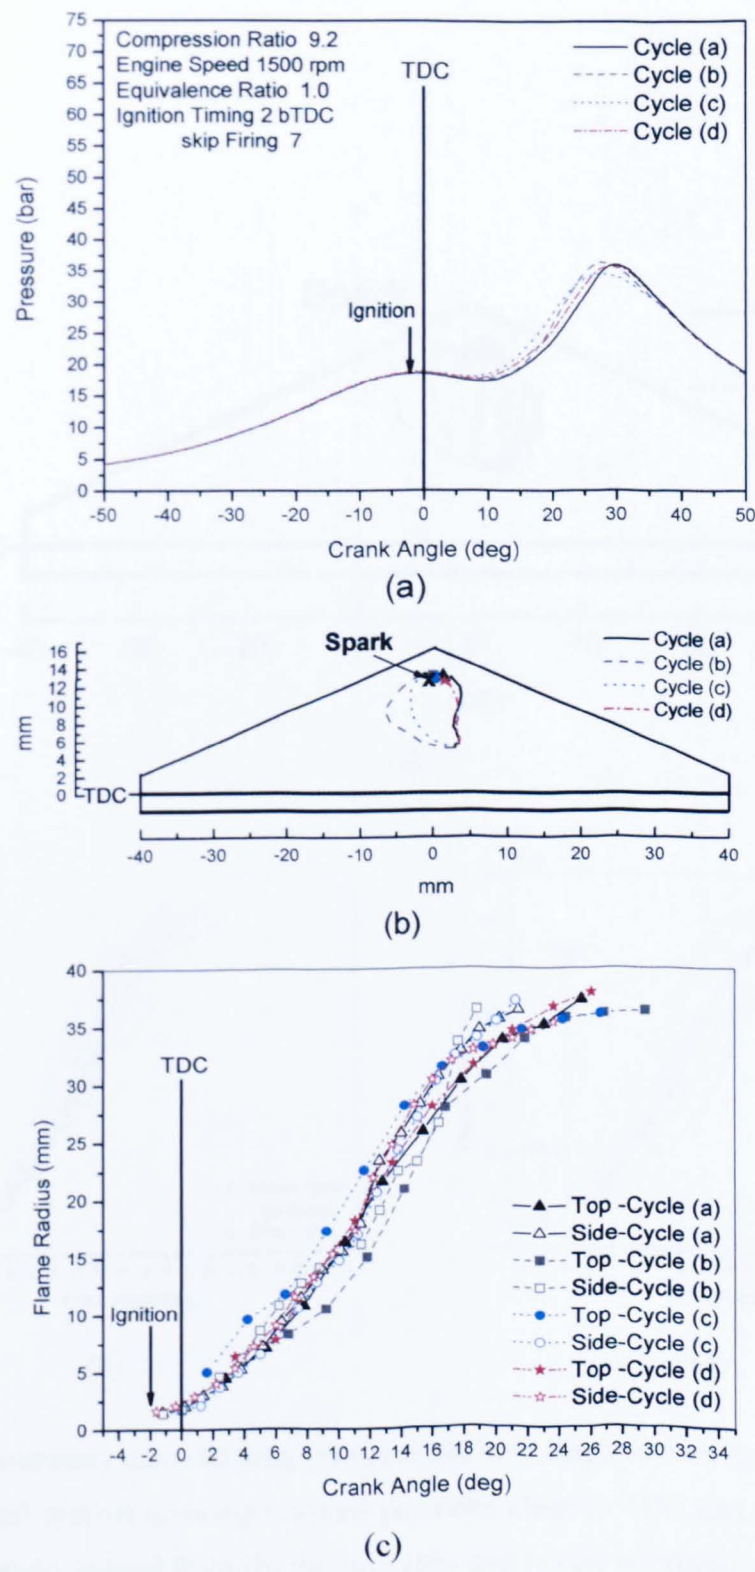 Compression Ratio 9.2
Engine Speed 1500 rpm
Equivalence Ratio 1.0
Ignition Timing 2 bTDC
skip Firing 7
TDC
Cycle (a)
Cycle (b)
Cycle (c)
Cycle (d)
Ignition
Pressure (bar)
75
70
65
60
55
50
45
40
35
30
25
20
15
10
5
0
-50 -40 -30 -20 -10 0 10 20 30 40 50
Crank Angle (deg)
(a)
Spark
Cycle (a)
Cycle (b)
Cycle (c)
Cycle (d)
mm
16
14
12
10
8
6
4
2
0
TDC
-40 -30 -20 -10 0 10 20 30 40
mm
(b)
Flame Radius (mm)
40
35
30
25
20
15
10
5
0
TDC
Ignition
Top -Cycle (a)
Side-Cycle (a)
Top -Cycle (b)
Side-Cycle (b)
Top -Cycle (c)
Side-Cycle (c)
Top -Cycle (d)
Side-Cycle (d)
-4 -2 0 2 4 6 8 10 12 14 16 18 20 22 24 26 28 30 32 34
Crank Angle (deg)
(c)